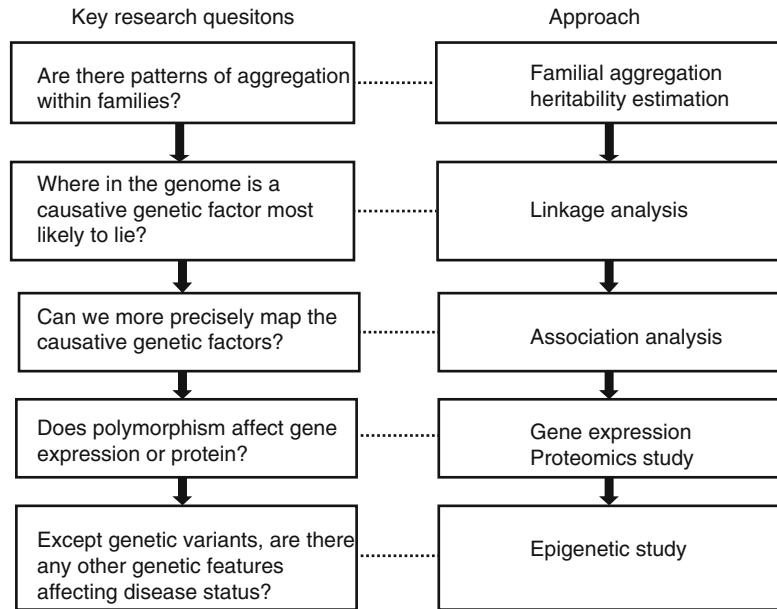 Key research quesitons
Approach
Are there patterns of aggregation
within families?
Familial aggregation
heritability estimation
Where in the genome is a
causative genetic factor most
likely to lie?
Linkage analysis
Can we more precisely map the
causative genetic factors?
Association analysis
Does polymorphism affect gene
expression or protein?
Gene expression
Proteomics study
Except genetic variants, are there
any other genetic features
affecting disease status?
Epigenetic study